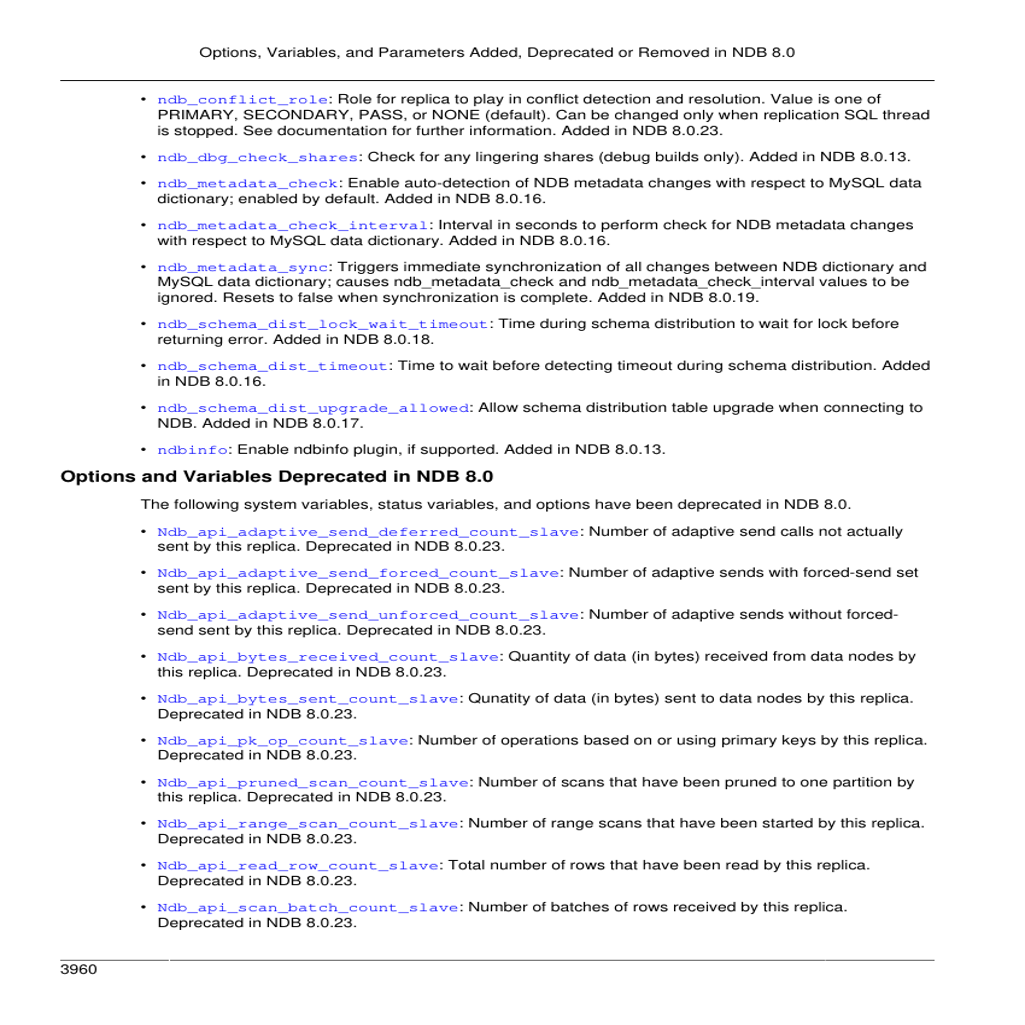 Options, Variables, and Parameters Added, Deprecated or Removed in NDB 8.0
• ndb_conflict_role: Role for replica to play in conflict detection and resolution. Value is one of
PRIMARY, SECONDARY, PASS, or NONE (default). Can be changed only when replication SQL thread
is stopped. See documentation for further information. Added in NDB 8.0.23.
• ndb_dbg_check_shares: Check for any lingering shares (debug builds only). Added in NDB 8.0.13.
• ndb_metadata_check: Enable auto-detection of NDB metadata changes with respect to MySQL data
dictionary; enabled by default. Added in NDB 8.0.16.
• ndb_metadata_check_interval: Interval in seconds to perform check for NDB metadata changes
with respect to MySQL data dictionary. Added in NDB 8.0.16.
• ndb_metadata_sync: Triggers immediate synchronization of all changes between NDB dictionary and
MySQL data dictionary; causes ndb_metadata_check and ndb_metadata_check_interval values to be
ignored. Resets to false when synchronization is complete. Added in NDB 8.0.19.
• ndb_schema_dist_lock_wait_timeout: Time during schema distribution to wait for lock before
returning error. Added in NDB 8.0.18.
• ndb_schema_dist_timeout: Time to wait before detecting timeout during schema distribution. Added
in NDB 8.0.16.
• ndb_schema_dist_upgrade_allowed: Allow schema distribution table upgrade when connecting to
NDB. Added in NDB 8.0.17.
• ndbinfo: Enable ndbinfo plugin, if supported. Added in NDB 8.0.13.
Options and Variables Deprecated in NDB 8.0
The following system variables, status variables, and options have been deprecated in NDB 8.0.
• Ndb_api_adaptive_send_deferred_count_slave: Number of adaptive send calls not actually
sent by this replica. Deprecated in NDB 8.0.23.
• Ndb_api_adaptive_send_forced_count_slave: Number of adaptive sends with forced-send set
sent by this replica. Deprecated in NDB 8.0.23.
• Ndb_api_adaptive_send_unforced_count_slave: Number of adaptive sends without forced-
send sent by this replica. Deprecated in NDB 8.0.23.
• Ndb_api_bytes_received_count_slave: Quantity of data (in bytes) received from data nodes by
this replica. Deprecated in NDB 8.0.23.
• Ndb_api_bytes_sent_count_slave: Qunatity of data (in bytes) sent to data nodes by this replica.
Deprecated in NDB 8.0.23.
• Ndb_api_pk_op_count_slave: Number of operations based on or using primary keys by this replica.
Deprecated in NDB 8.0.23.
• Ndb_api_pruned_scan_count_slave: Number of scans that have been pruned to one partition by
this replica. Deprecated in NDB 8.0.23.
• Ndb_api_range_scan_count_slave: Number of range scans that have been started by this replica.
Deprecated in NDB 8.0.23.
• Ndb_api_read_row_count_slave: Total number of rows that have been read by this replica.
Deprecated in NDB 8.0.23.
• Ndb_api_scan_batch_count_slave: Number of batches of rows received by this replica.
Deprecated in NDB 8.0.23.
3960